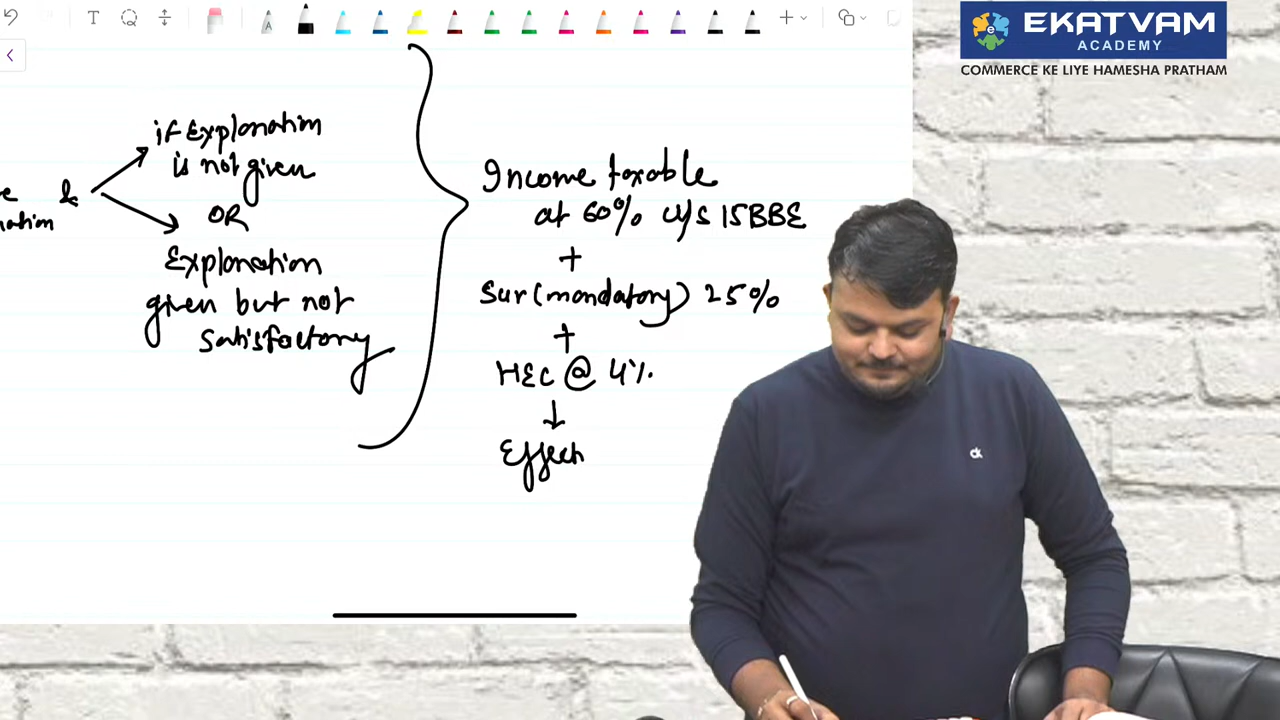 EKATVAM
ACADEMY
COMMERCE KE LIYE HAMESHA PRATHAM
if Explanation
is not given
&
OR
Explanation
given but not
satisfactory
Income taxable
at 60% U/S 115BBE
+
Sur (mandatory) 25%
+
HEC @ 4%
Effect
ck